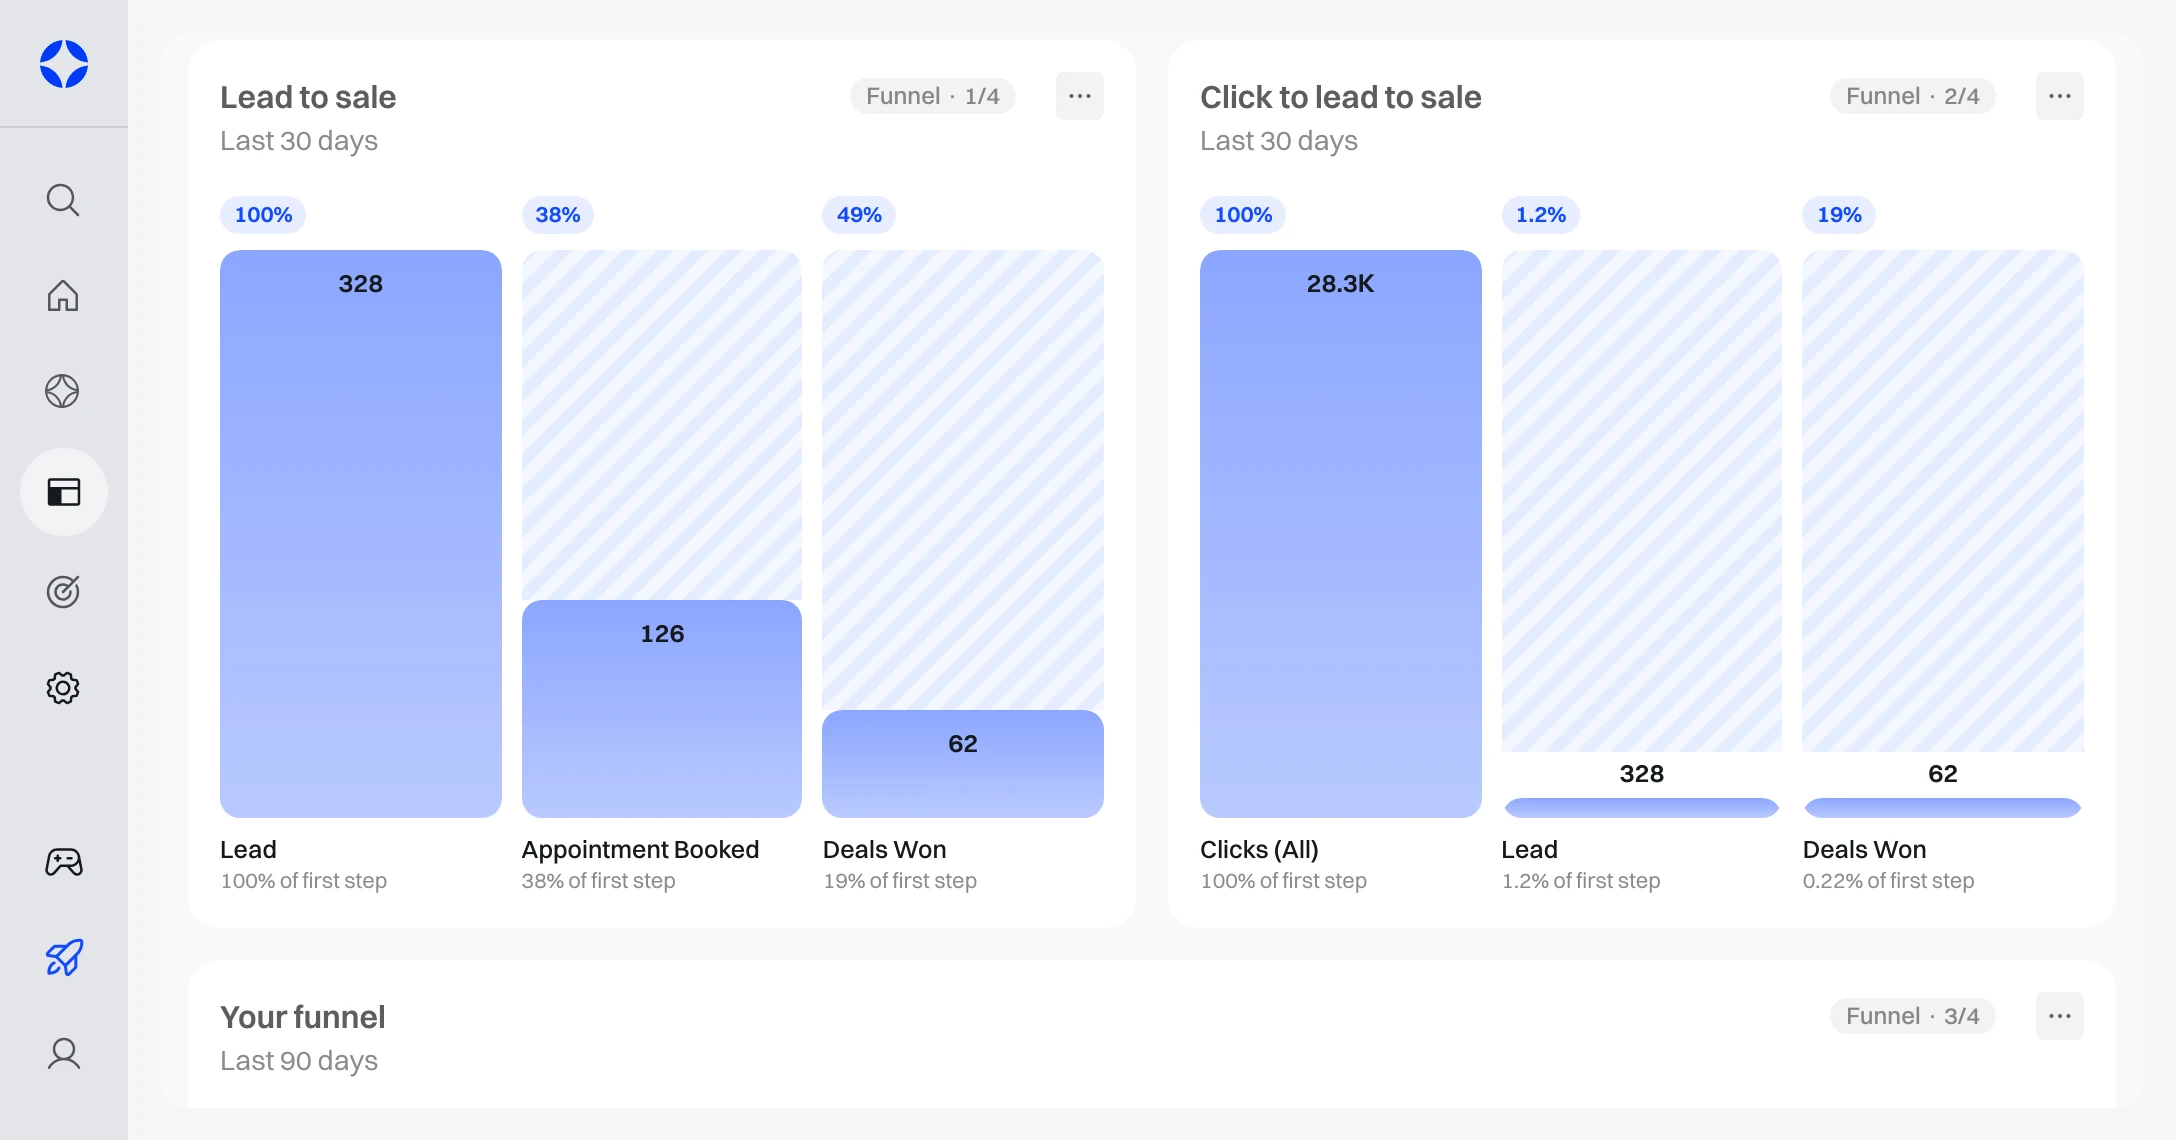 Lead to sale
Funnel · 1/4
Last 30 days
100%
38%
49%
328
126
62
Lead
Appointment Booked
Deals Won
100% of first step
38% of first step
19% of first step
Click to lead to sale
Funnel · 2/4
Last 30 days
100%
1.2%
19%
28.3K
328
62
Clicks (All)
Lead
Deals Won
100% of first step
1.2% of first step
0.22% of first step
Your funnel
Funnel · 3/4
Last 90 days